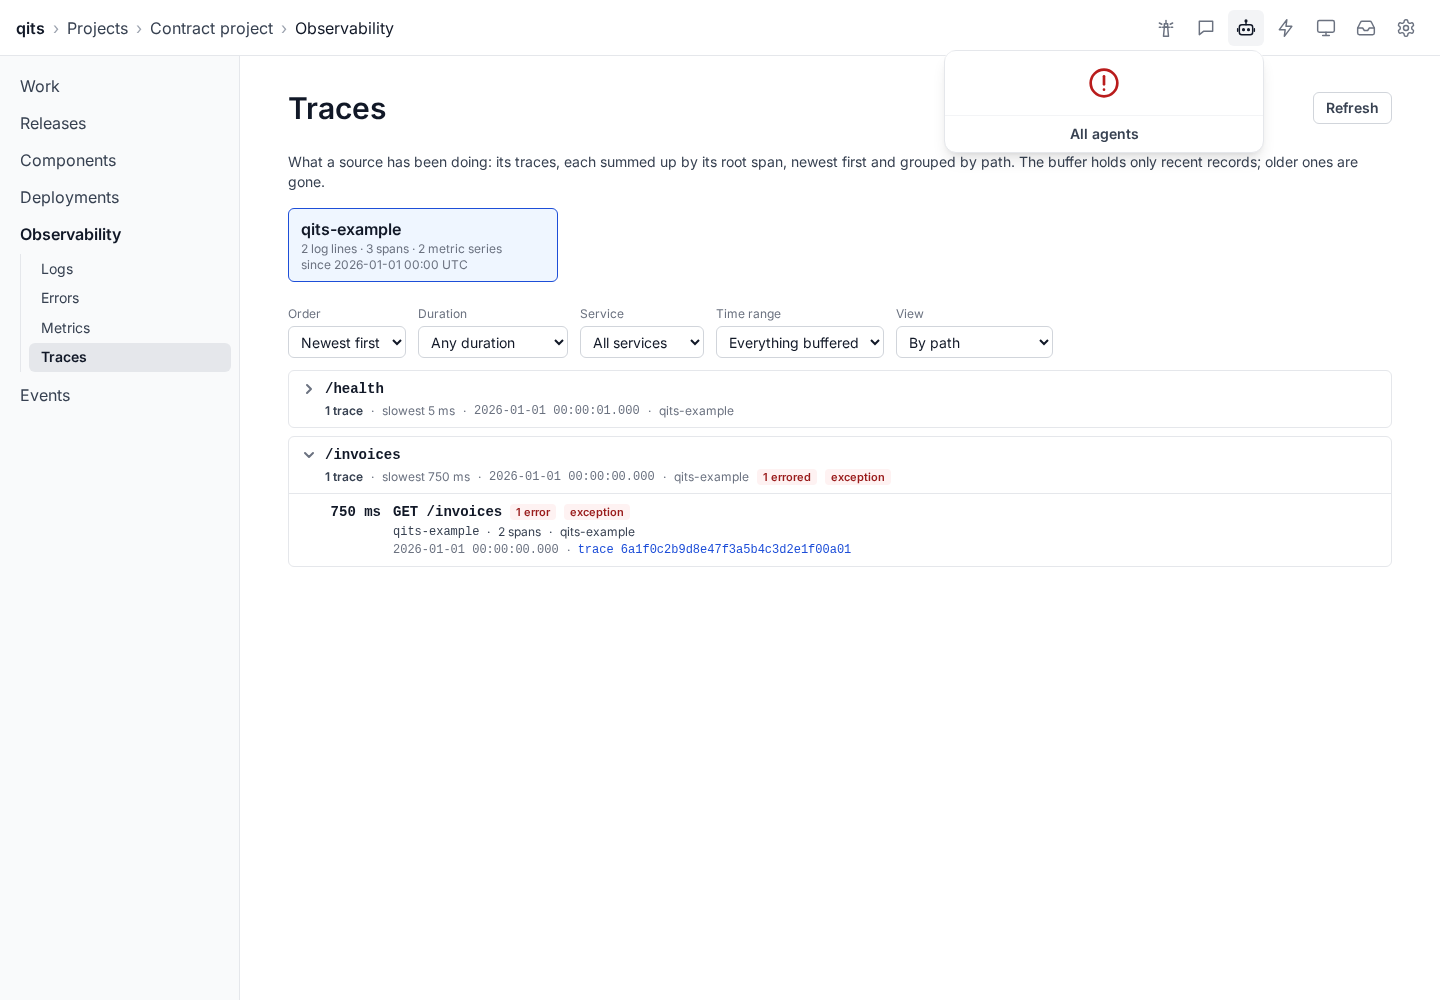 qits › Projects › Contract project › Observability
All agents
Work
Releases
Components
Deployments
Observability
Logs
Errors
Metrics
Traces
Events
Traces
Refresh
What a source has been doing: its traces, each summed up by its root span, newest first and grouped by path. The buffer holds only recent records; older ones are
gone.
qits-example
2 log lines · 3 spans · 2 metric series
since 2026-01-01 00:00 UTC
Order Duration Service Time range View
Newest first Any duration All services Everything buffered By path
/health
1 trace · slowest 5 ms · 2026-01-01 00:00:01.000 · qits-example
/invoices
1 trace · slowest 750 ms · 2026-01-01 00:00:00.000 · qits-example 1 errored exception
750 ms GET /invoices 1 error exception
qits-example · 2 spans · qits-example
2026-01-01 00:00:00.000 · trace 6a1f0c2b9d8e47f3a5b4c3d2e1f00a01